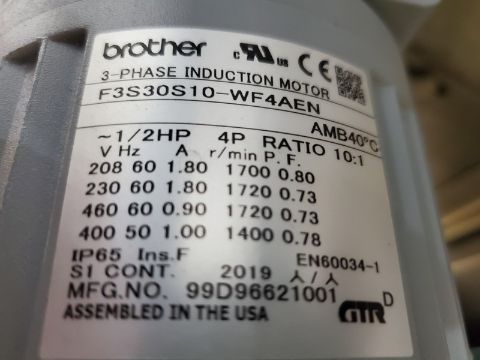 brother c UR us CE
3-PHASE INDUCTION MOTOR
F3S30S10-WF4AEN
AMB40°C
~1/2HP 4P RATIO 10:1
V Hz A r/min P. F.
208 60 1.80 1700 0.80
230 60 1.80 1720 0.73
460 60 0.90 1720 0.73
400 50 1.00 1400 0.78
IP65 Ins.F EN60034-1
S1 CONT. 2019 人/人
MFG.NO. 99D96621001 D
ASSEMBLED IN THE USA GTR